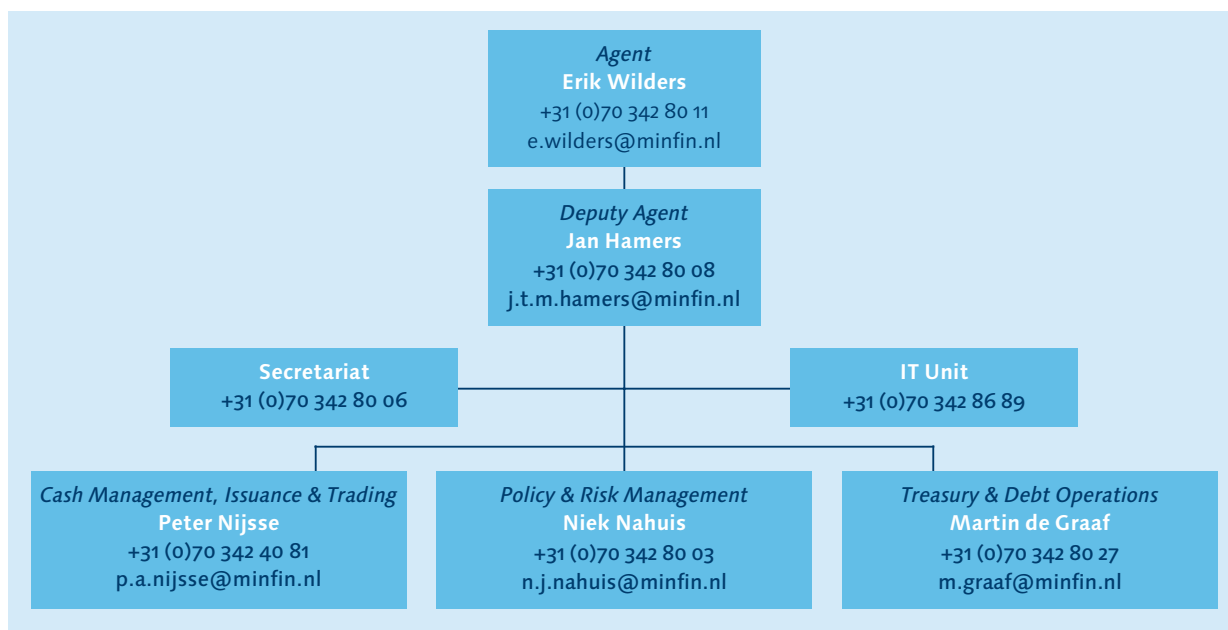 Agent
Erik Wilders
+31 (0)70 342 80 11
e.wilders@minfin.nl
Deputy Agent
Jan Hamers
+31 (0)70 342 80 08
j.t.m.hamers@minfin.nl
Secretariat
+31 (0)70 342 80 06
IT Unit
+31 (0)70 342 86 89
Cash Management, Issuance & Trading
Peter Nijsse
+31 (0)70 342 40 81
p.a.nijsse@minfin.nl
Policy & Risk Management
Niek Nahuis
+31 (0)70 342 80 03
n.j.nahuis@minfin.nl
Treasury & Debt Operations
Martin de Graaf
+31 (0)70 342 80 27
m.graaf@minfin.nl